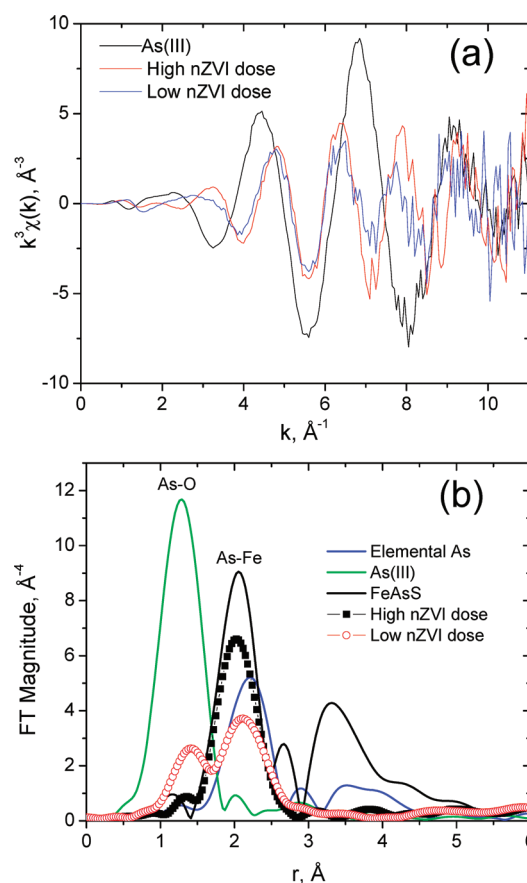 (a)
As(III)
High nZVI dose
Low nZVI dose
k³χ(k), Å⁻³
10
5
0
-5
-10
0 2 4 6 8 10
k, Å⁻¹
(b)
As-O
As-Fe
Elemental As
As(III)
FeAsS
High nZVI dose
Low nZVI dose
FT Magnitude, Å⁻⁴
12
10
8
6
4
2
0
0 1 2 3 4 5 6
r, Å